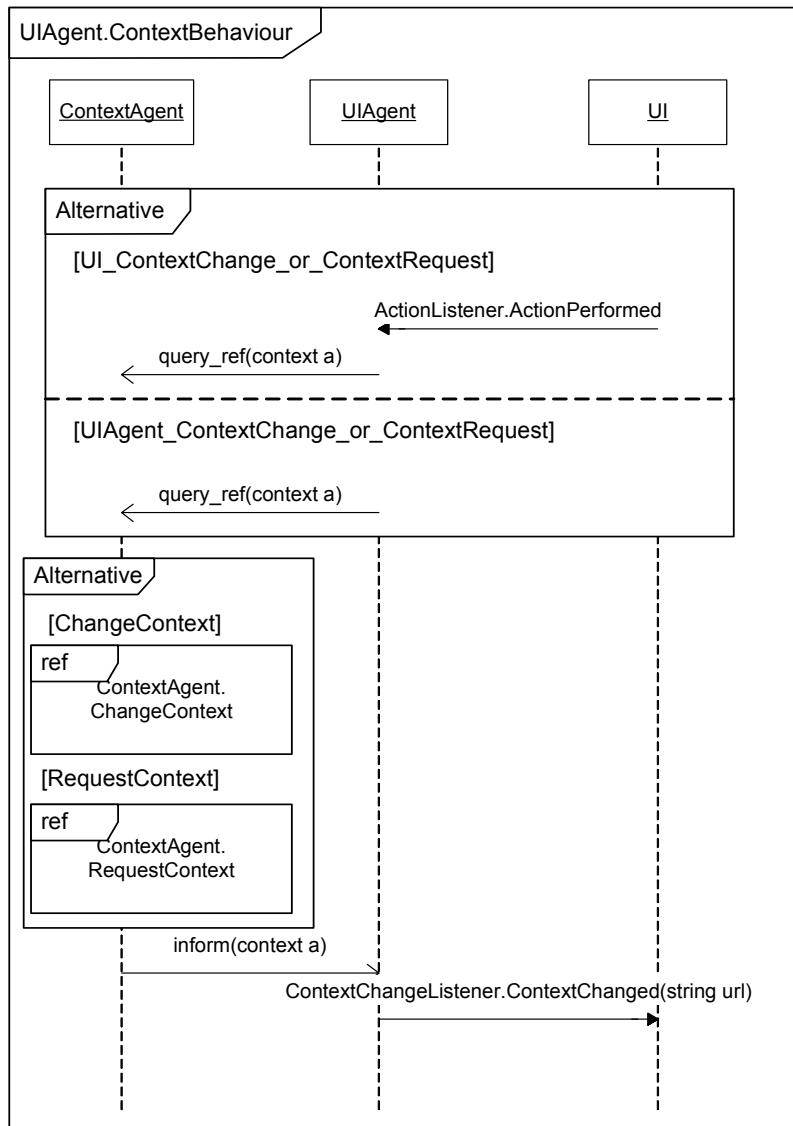 UIAgent.ContextBehaviour
ContextAgent
UIAgent
UI
Alternative
[UI_ContextChange_or_ContextRequest]
ActionListener.ActionPerformed
query_ref(context a)
[UIAgent_ContextChange_or_ContextRequest]
query_ref(context a)
Alternative
[ChangeContext]
ref
ContextAgent.
ChangeContext
[RequestContext]
ref
ContextAgent.
RequestContext
inform(context a)
ContextChangeListener.ContextChanged(string url)